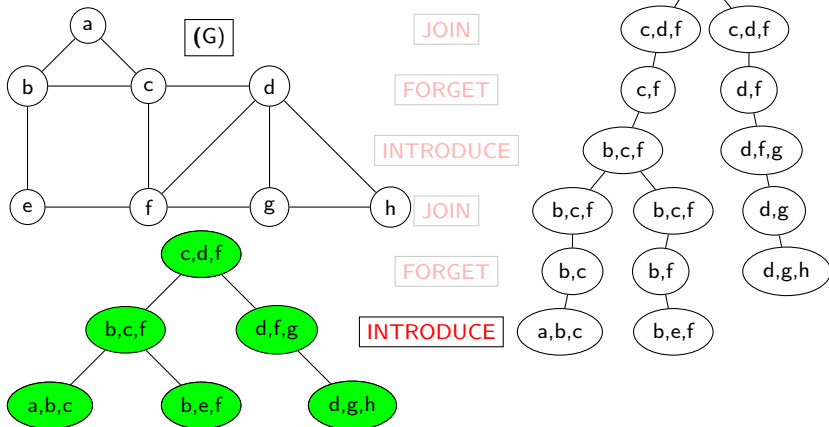 a
(G)
JOIN
c,d,f
c,d,f
b
c
d
FORGET
c,f
d,f
INTRODUCE
b,c,f
d,f,g
e
f
g
h
JOIN
b,c,f
b,c,f
d,g
c,d,f
FORGET
b,c
b,f
d,g,h
b,c,f
d,f,g
INTRODUCE
a,b,c
b,e,f
a,b,c
b,e,f
d,g,h